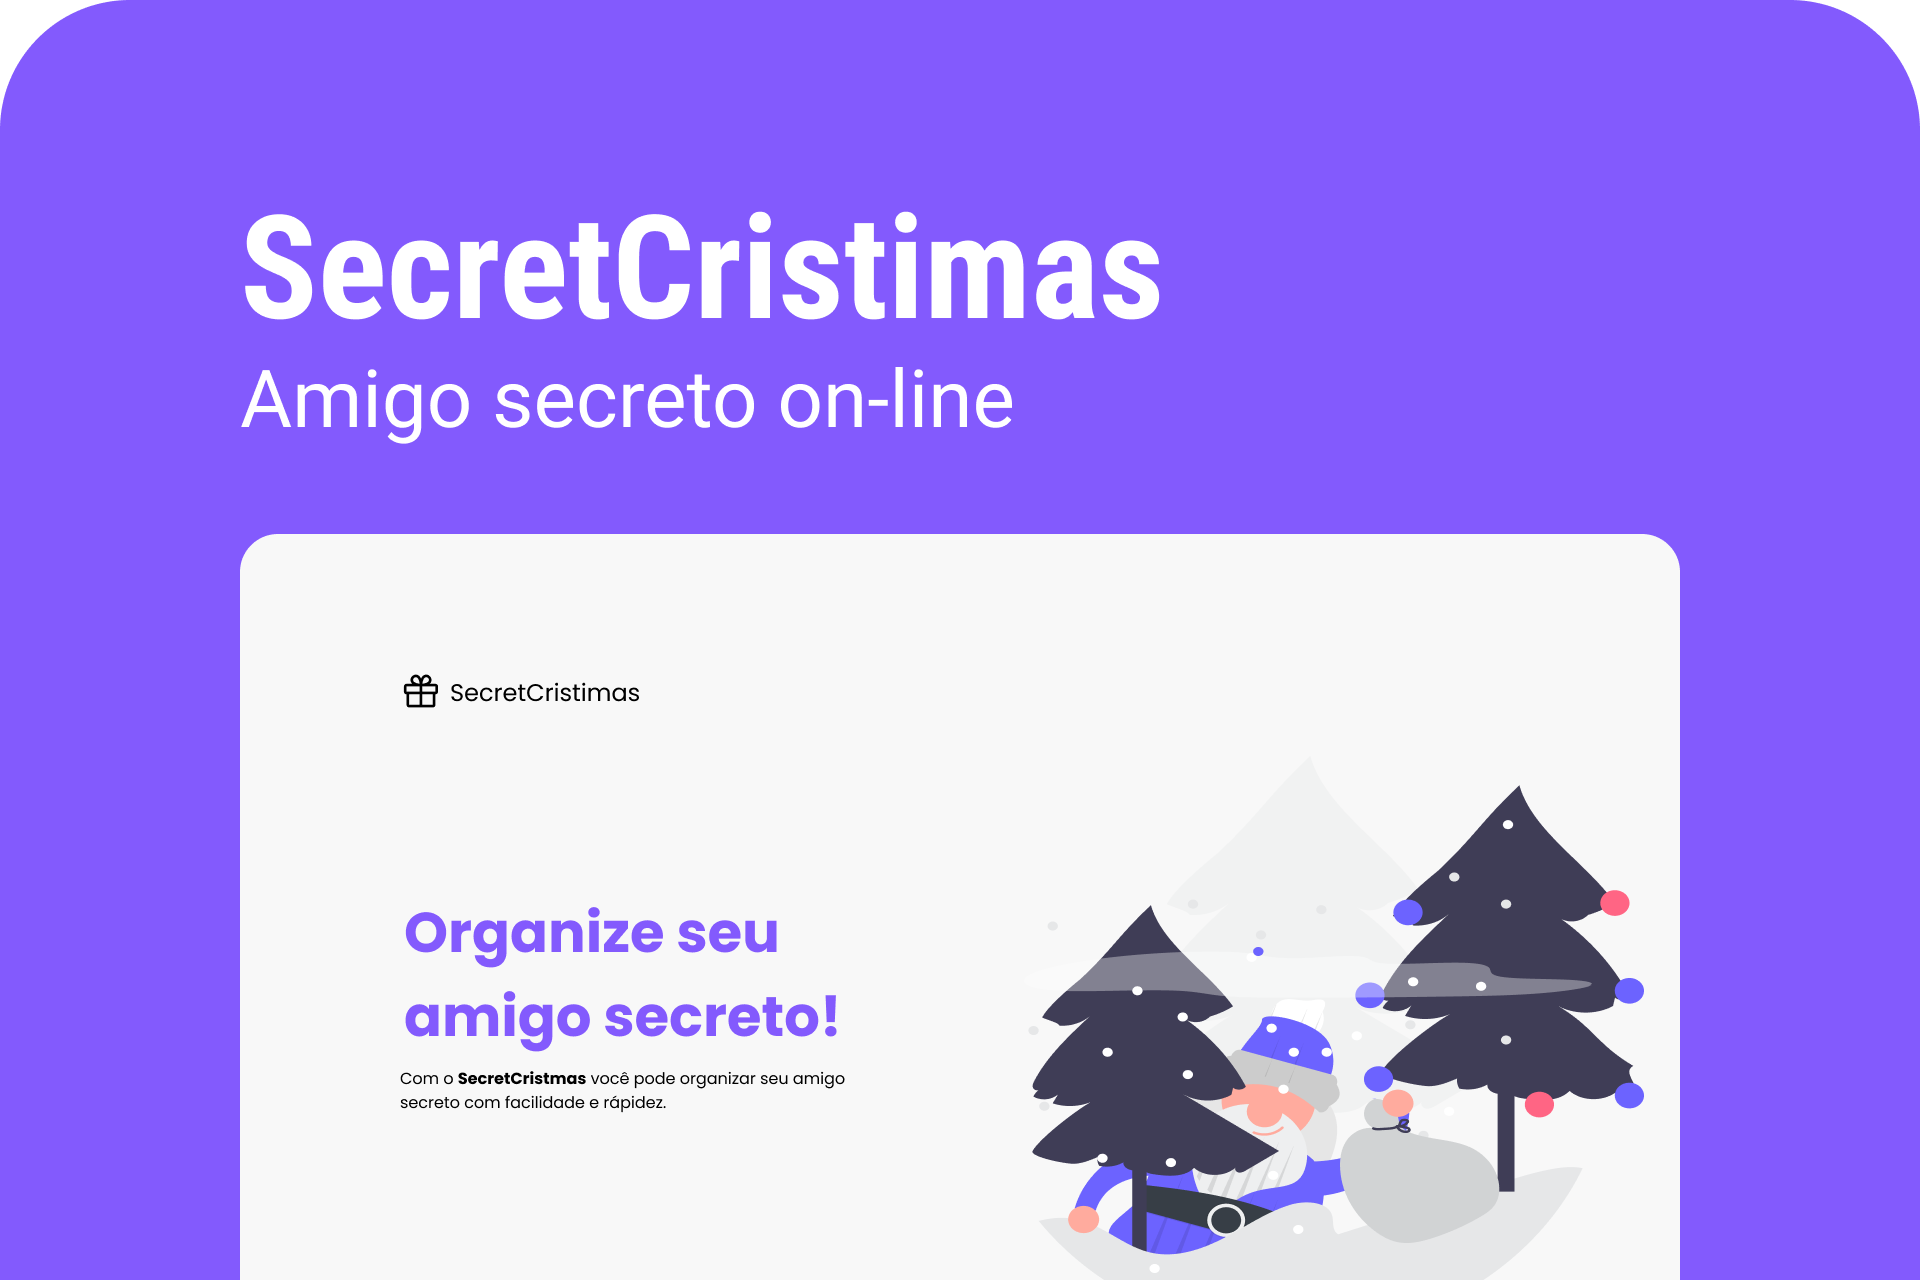 SecretCristimas
Amigo secreto on-line
SecretCristimas
Organize seu
amigo secreto!
Com o SecretCristmas você pode organizar seu amigo
secreto com facilidade e rápidez.